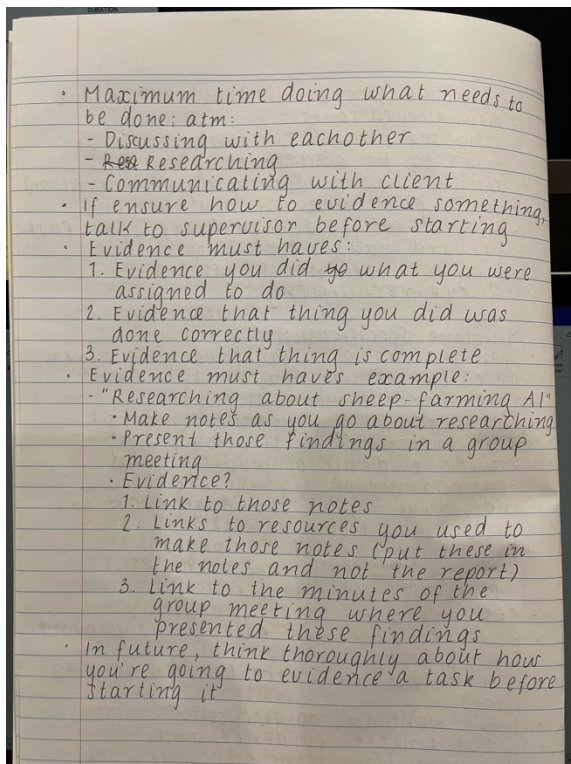 DURATION
• Maximum time doing what needs to
be done; atm:
- Discussing with eachother
- Researching
- Communicating with client
• If ensure how to evidence something,
talk to supervisor before starting
• Evidence must haves:
1. Evidence you did what you were
assigned to do
2. Evidence that thing you did was
done correctly
3. Evidence that thing is complete
• Evidence must haves example:
- "Researching about sheep-farming AI"
• Make notes as you go about researching
• Present those findings in a group
meeting
• Evidence?
1. Link to those notes
2. Links to resources you used to
make those notes (put these in
the notes and not the report)
3. Link to the minutes of the
group meeting where you
presented these findings
• In future, think thoroughly about how
you're going to evidence a task before
starting it